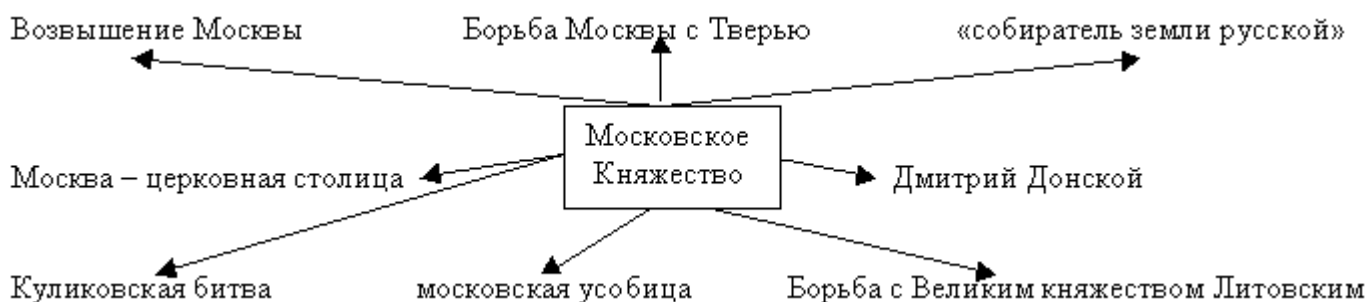 Возвышение Москвы
Борьба Москвы с Тверью
«собиратель земли русской»
Московское
Княжество
Москва – церковная столица
Дмитрий Донской
Куликовская битва
московская усобица
Борьба с Великим княжеством Литовским